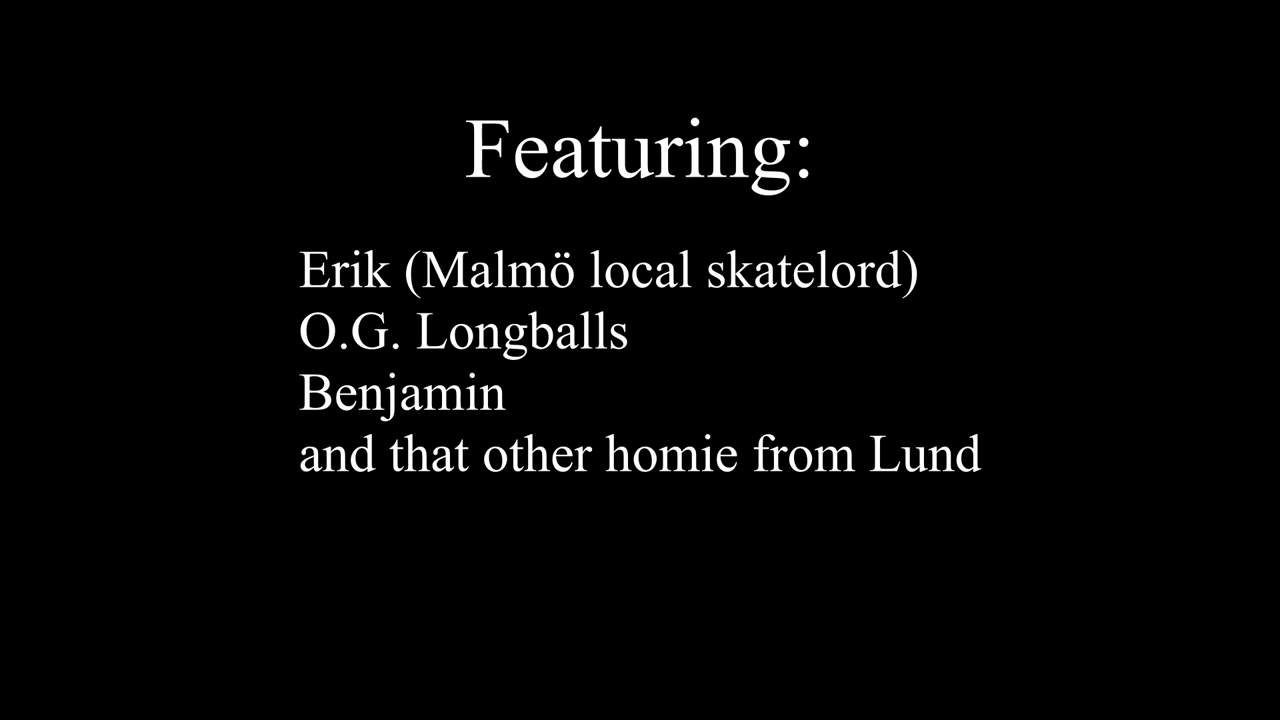 Featuring:
Erik (Malmö local skatelord)
O.G. Longballs
Benjamin
and that other homie from Lund